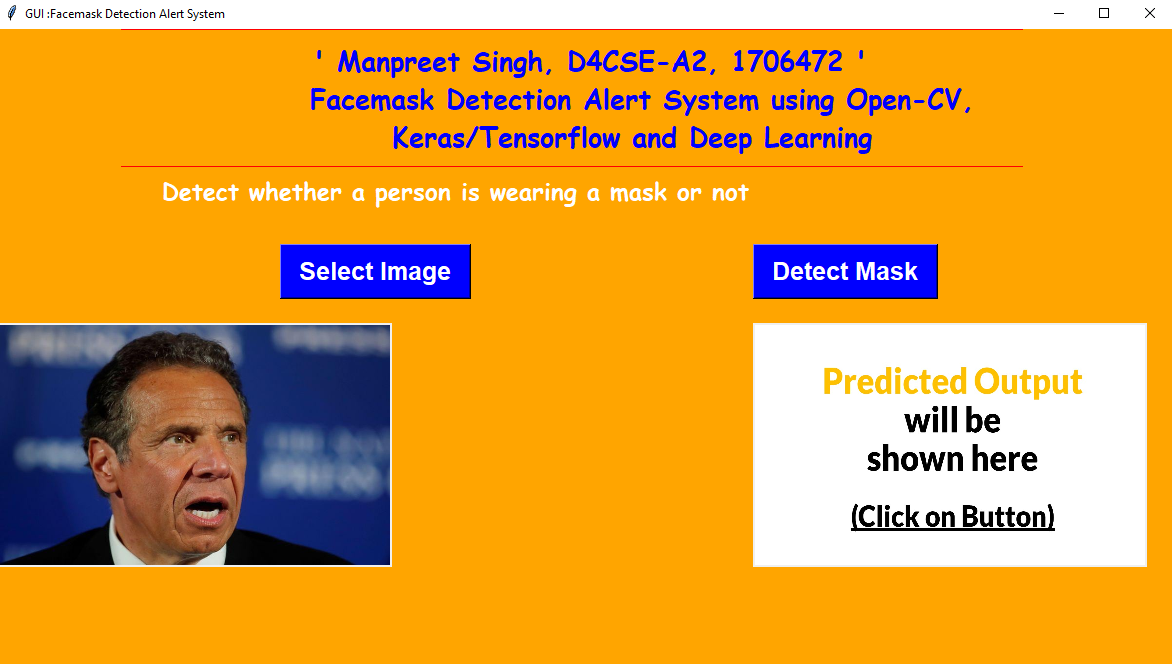 GUI :Facemask Detection Alert System
' Manpreet Singh, D4CSE-A2, 1706472 '
Facemask Detection Alert System using Open-CV,
Keras/Tensorflow and Deep Learning
Detect whether a person is wearing a mask or not
Select Image
Detect Mask
Predicted Output
will be
shown here
(Click on Button)